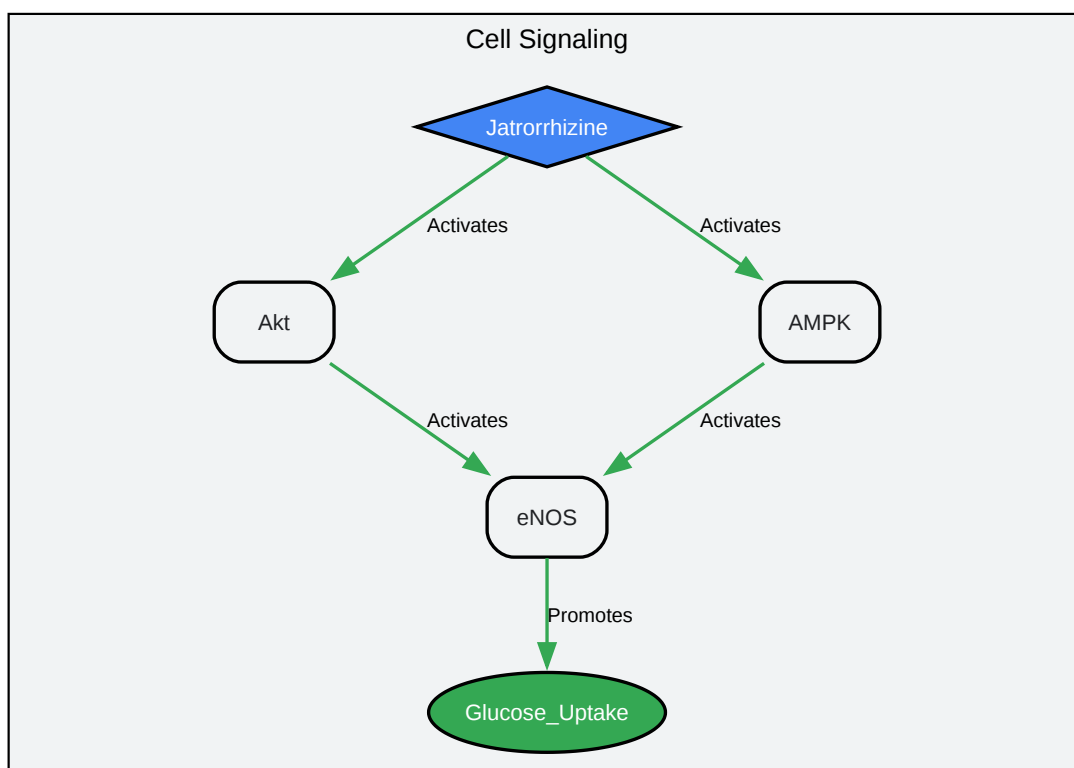 Cell Signaling
Jatrorrhizine
Activates
Activates
Akt
AMPK
Activates
Activates
eNOS
Promotes
Glucose_Uptake